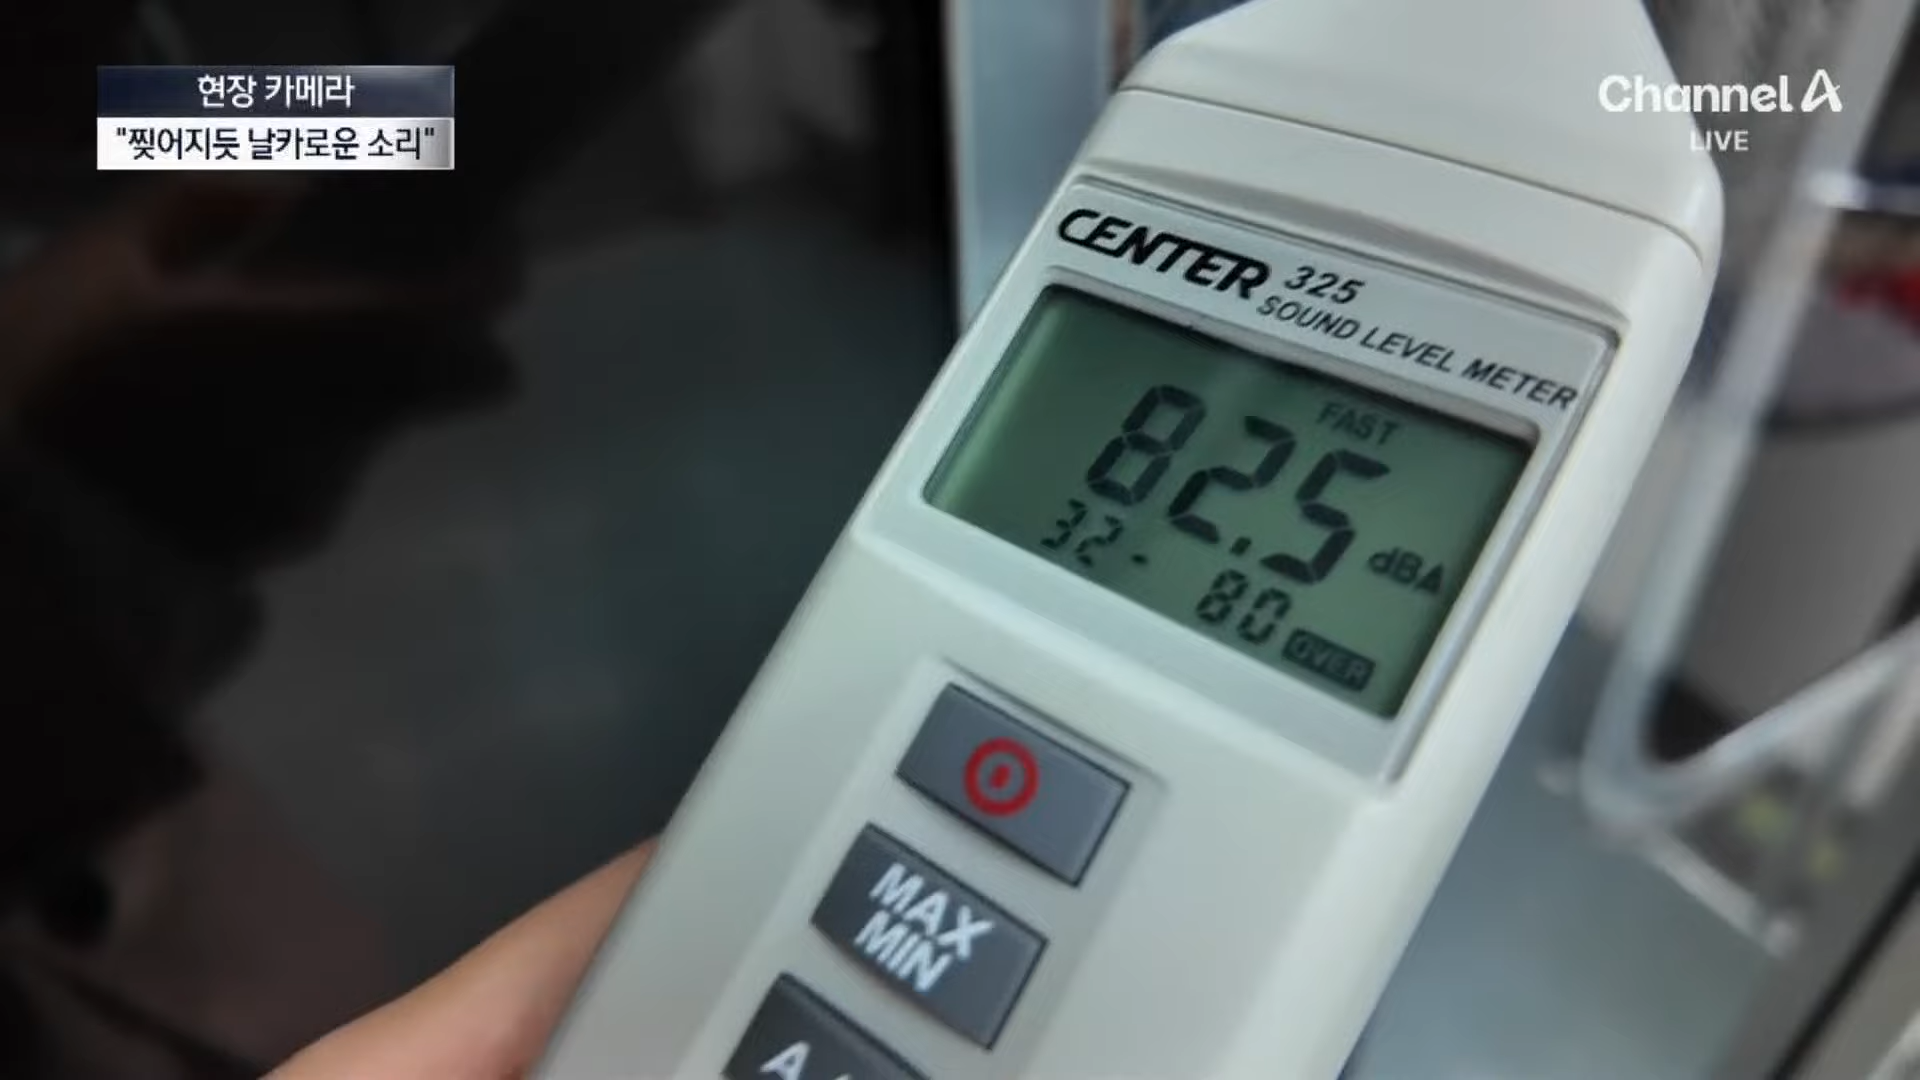 현장 카메라
"찢어지듯 날카로운 소리"
Channel A
LIVE
CENTER 325
SOUND LEVEL METER
FAST
82.5 dBA
32 - 80 OVER
MAX
MIN
A